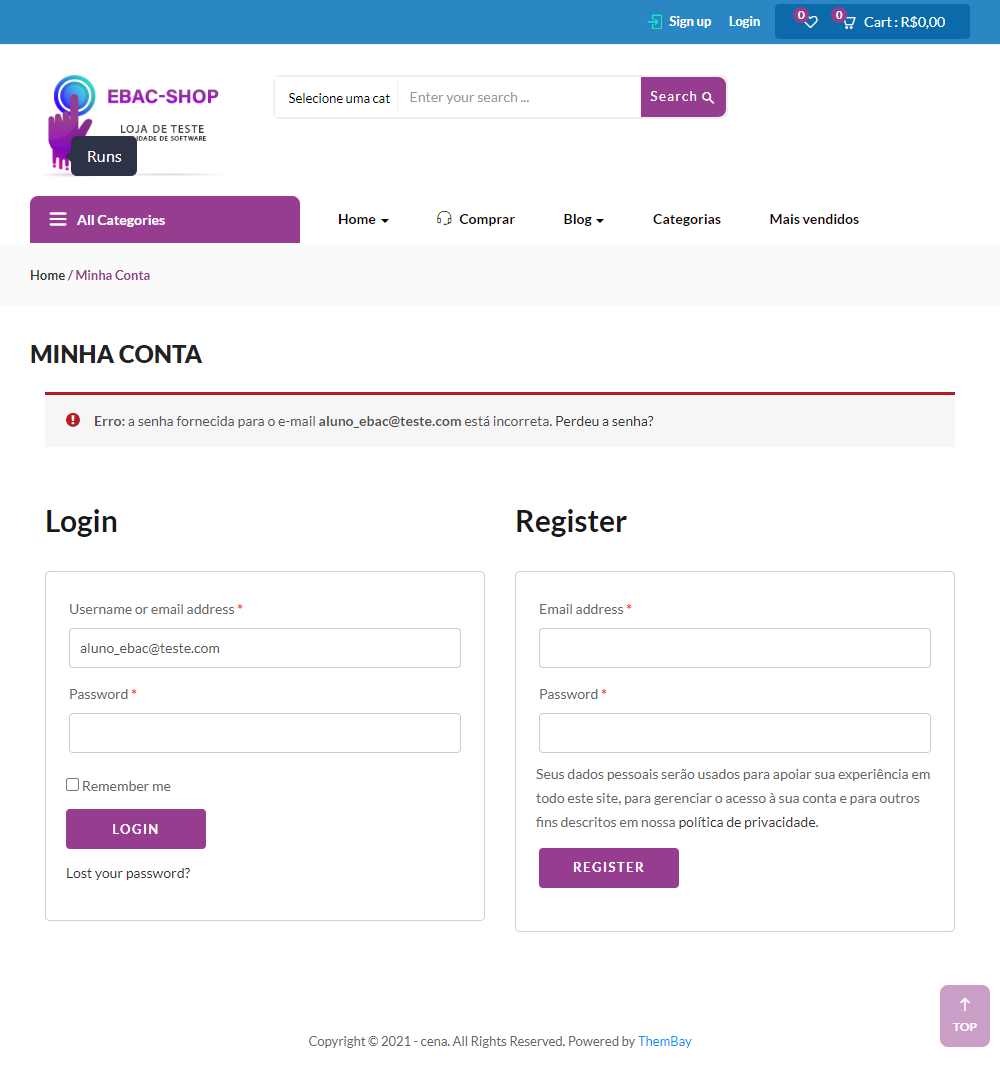 Sign up Login 0 0 Cart : R$0,00
EBAC-SHOP
LOJA DE TESTE
IDADE DE SOFTWARE
Runs
Selecione uma cat Enter your search ... Search
All Categories Home Comprar Blog Categorias Mais vendidos
Home / Minha Conta
MINHA CONTA
Erro: a senha fornecida para o e-mail aluno_ebac@teste.com está incorreta. Perdeu a senha?
Login
Username or email address *
aluno_ebac@teste.com
Password *
Remember me
LOGIN
Lost your password?
Register
Email address *
Password *
Seus dados pessoais serão usados para apoiar sua experiência em
todo este site, para gerenciar o acesso à sua conta e para outros
fins descritos em nossa política de privacidade.
REGISTER
TOP
Copyright © 2021 - cena. All Rights Reserved. Powered by ThemBay